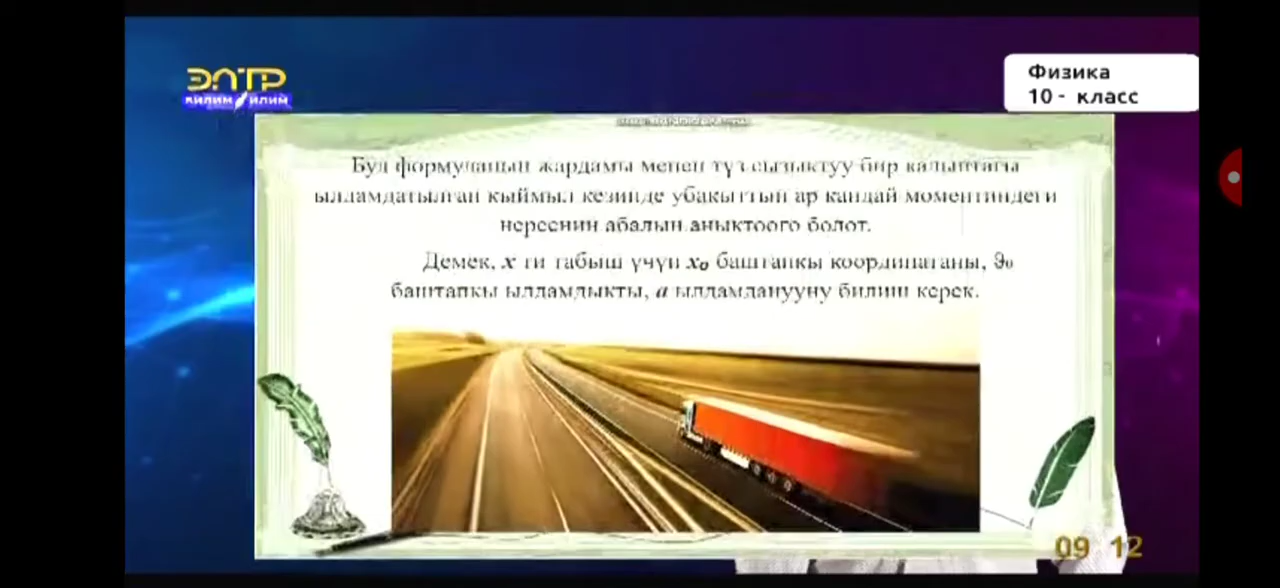 ЭЛТР
БИЛИМ ИЛИМ
Физика
10 - класс
Бул формуланын жардамы менен түз сызыктуу бир калыптагы
ылдамдатылган кыймыл кезинде убакыттын ар кандай моментиндеги
нерсенин абалын аныктоого болот.
Демек, x ти табыш үчүн x₀ баштапкы координатаны, ϑ₀
баштапкы ылдамдыкты, a ылдамданууну билиш керек.
09 12